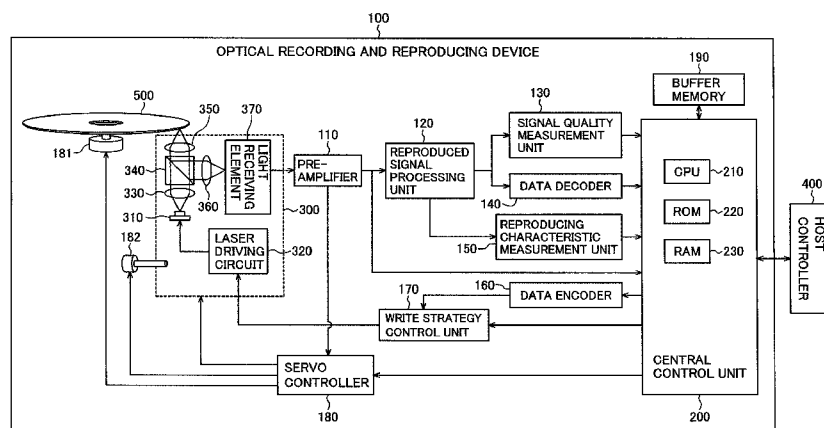 100
OPTICAL RECORDING AND REPRODUCING DEVICE
190
BUFFER
MEMORY
500
181
350
370
LIGHT
RECEIVING
ELEMENT
340
330
360
310
300
182
LASER
DRIVING
CIRCUIT
320
110
PRE-
AMPLIFIER
120
REPRODUCED
SIGNAL
PROCESSING
UNIT
130
SIGNAL QUALITY
MEASUREMENT
UNIT
DATA DECODER
140
REPRODUCING
CHARACTERISTIC
MEASUREMENT UNIT
150
160
DATA ENCODER
170
WRITE STRATEGY
CONTROL UNIT
SERVO
CONTROLLER
180
CPU
210
ROM
220
RAM
230
CENTRAL
CONTROL UNIT
200
400
HOST
CONTROLLER